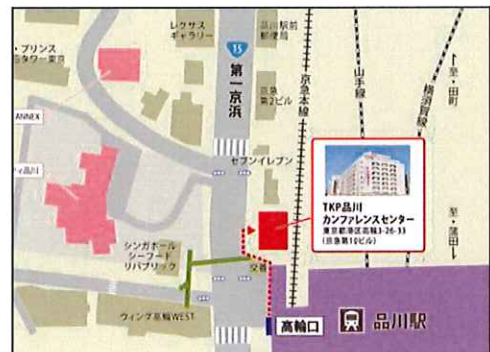 ・プリンス
タワー東京
ANNEX
ティ品川
レクサス
ギャラリー
品川駅前
郵便局
15
第一京浜
京急
第2ビル
京急本線
山手線
横須賀線
至・田町
セブンイレブン
TKP品川
カンファレンスセンター
東京都港区高輪3-26-33
(京急第10ビル)
至・蒲田
シンガポール
シーフード
リパブリック
交番
ウィング高輪WEST
高輪口
品川駅